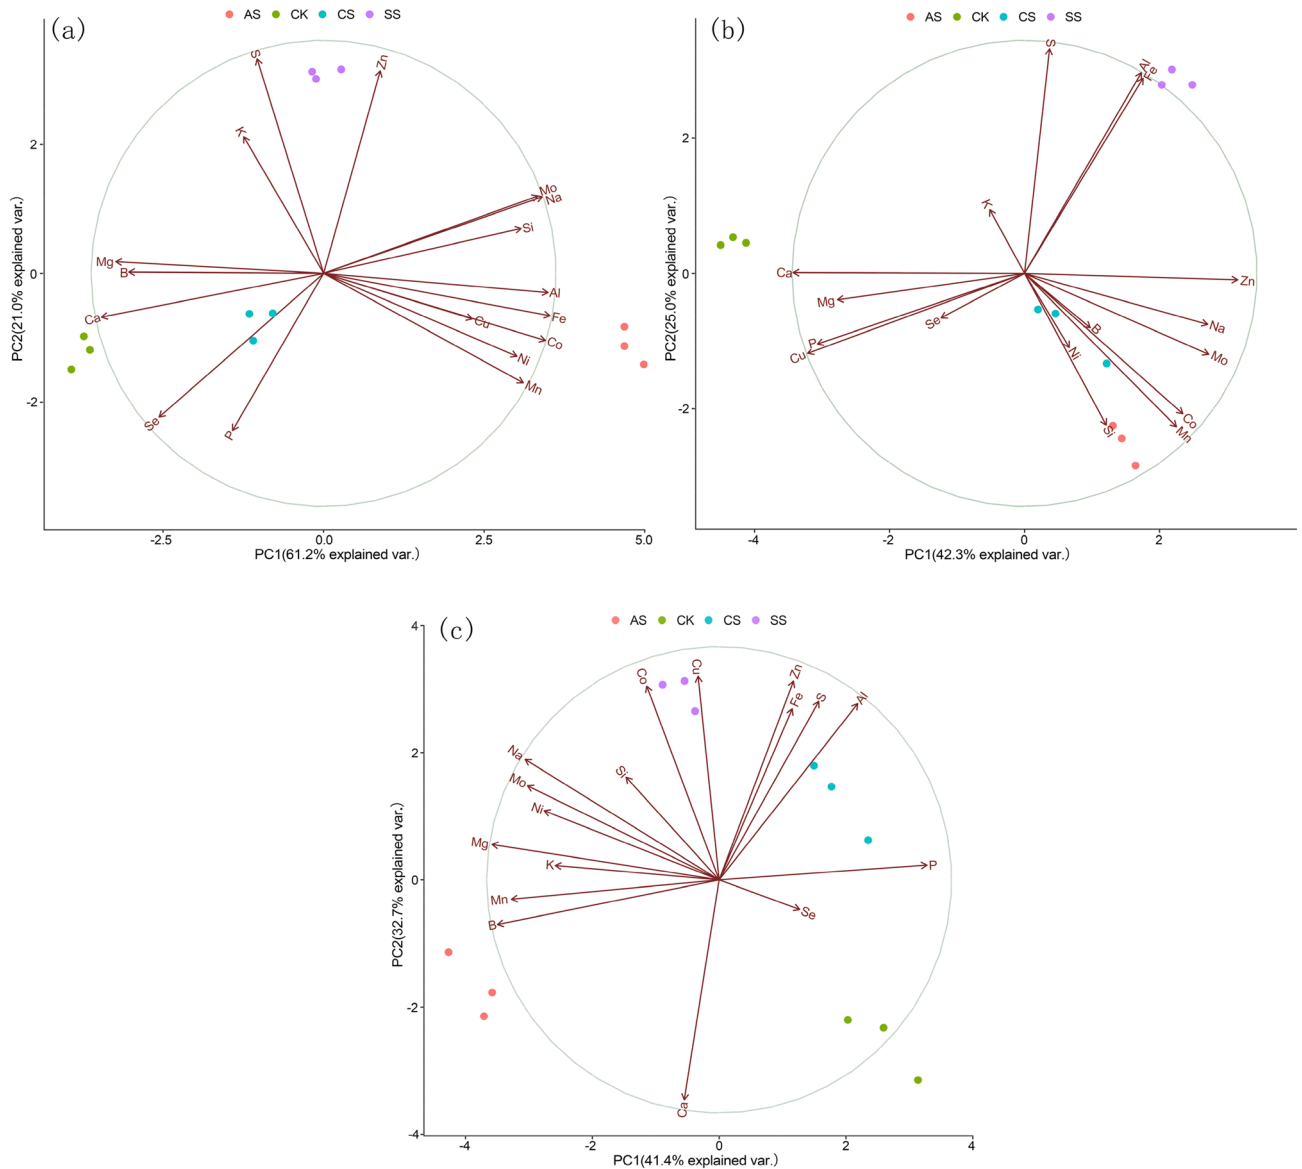 (a)
AS CK CS SS
S
Zn
K
Mo
Na
Si
Mg
B
Al
Cu
Fe
Ca
Co
Ni
Mn
Se
P
2
0
-2
PC2(21.0% explained var.)
-2.5 0.0 2.5 5.0
PC1(61.2% explained var.)
(b)
AS CK CS SS
S
Al
Fe
K
Ca
Zn
Mg
Se
B
Na
P
Cu
Ni
Mo
Co
Si
Mn
2
0
-2
PC2(25.0% explained var.)
-4 -2 0 2
PC1(42.3% explained var.)
(c)
AS CK CS SS
Co
Cu
Zn
Fe
S
Al
Na
Mo
Si
Ni
Mg
K
P
Mn
Se
B
Ca
4
2
0
-2
-4
PC2(32.7% explained var.)
-4 -2 0 2 4
PC1(41.4% explained var.)